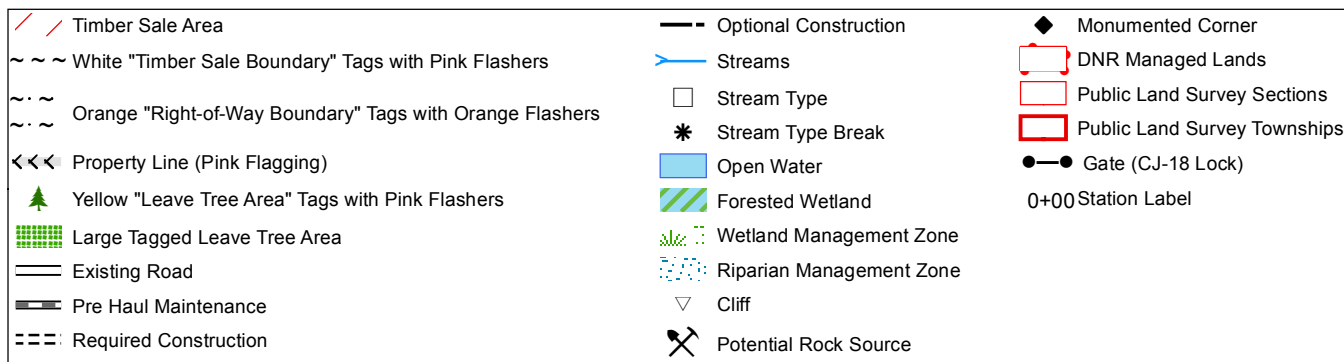 Timber Sale Area
White "Timber Sale Boundary" Tags with Pink Flashers
Orange "Right-of-Way Boundary" Tags with Orange Flashers
Property Line (Pink Flagging)
Yellow "Leave Tree Area" Tags with Pink Flashers
Large Tagged Leave Tree Area
Existing Road
Pre Haul Maintenance
Required Construction
Optional Construction
Streams
Stream Type
Stream Type Break
Open Water
Forested Wetland
Wetland Management Zone
Riparian Management Zone
Cliff
Potential Rock Source
Monumented Corner
DNR Managed Lands
Public Land Survey Sections
Public Land Survey Townships
Gate (CJ-18 Lock)
0+00 Station Label